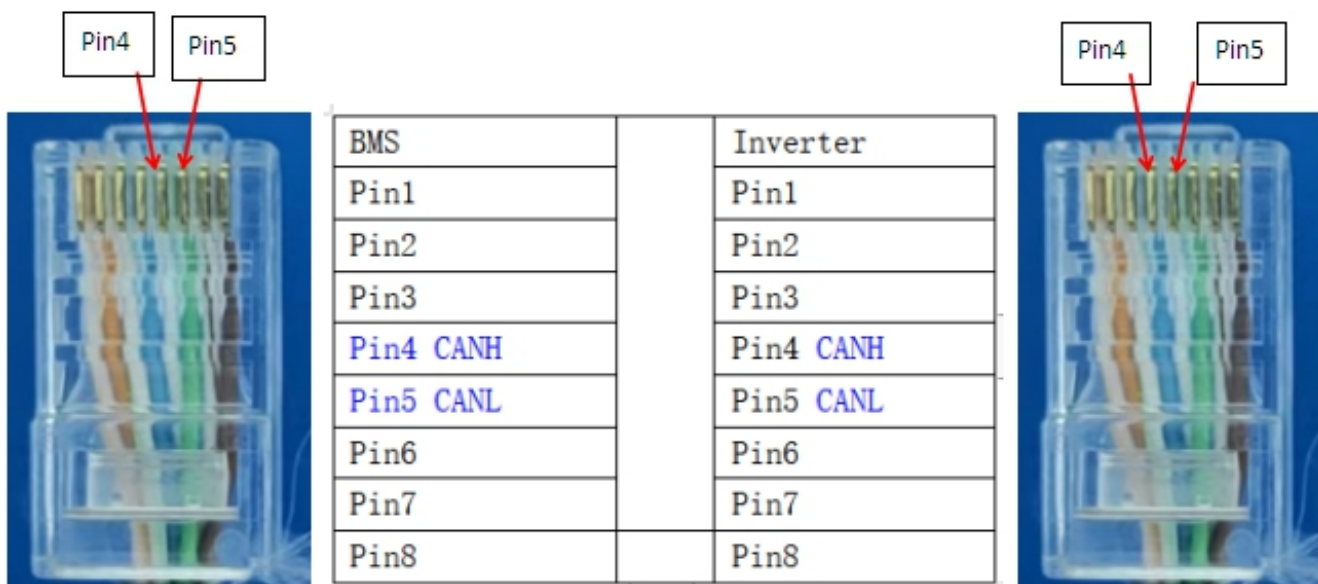 Pin4 Pin5
Pin4 Pin5
BMS Inverter
Pin1 Pin1
Pin2 Pin2
Pin3 Pin3
Pin4 CANH Pin4 CANH
Pin5 CANL Pin5 CANL
Pin6 Pin6
Pin7 Pin7
Pin8 Pin8